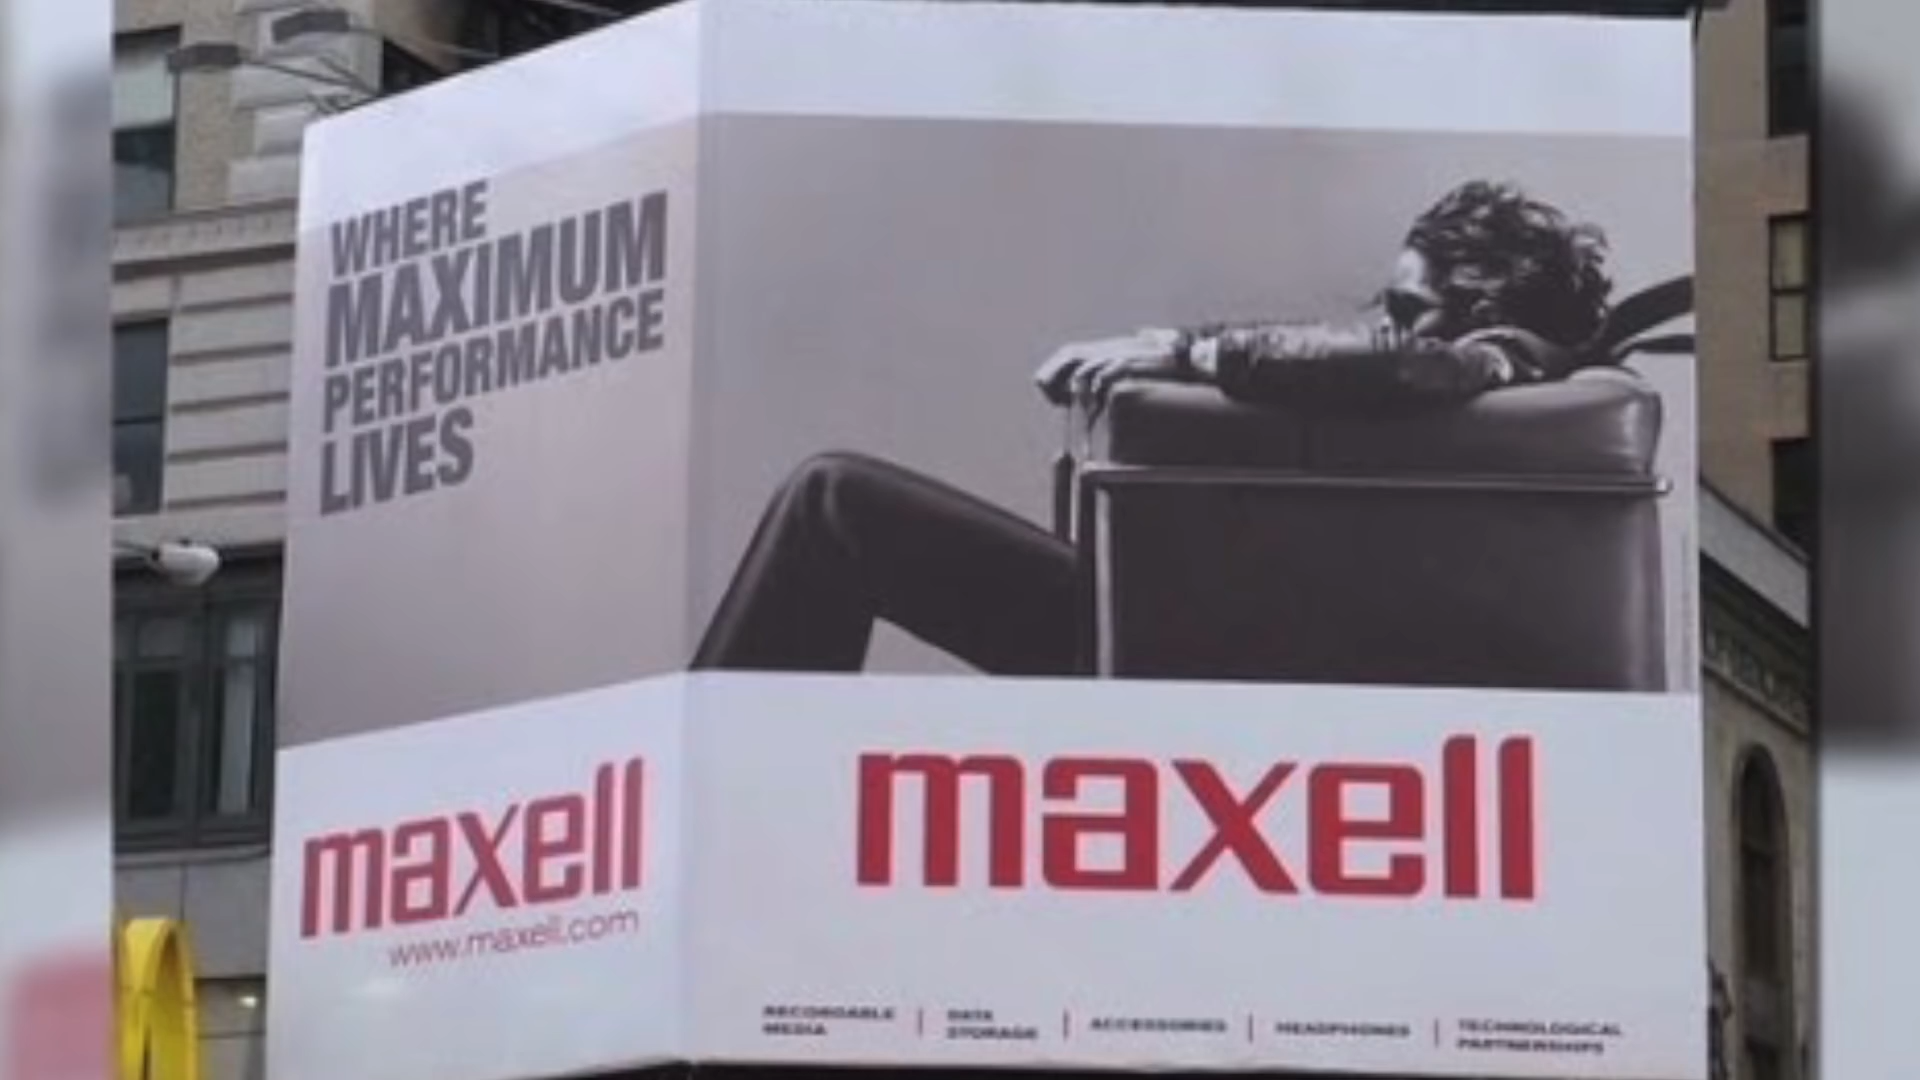 WHERE
MAXIMUM
PERFORMANCE
LIVES
maxell
www.maxell.com
maxell
RECORDABLE
MEDIA
DATA
STORAGE
ACCESSORIES
HEADPHONES
TECHNOLOGICAL
PARTNERSHIPS